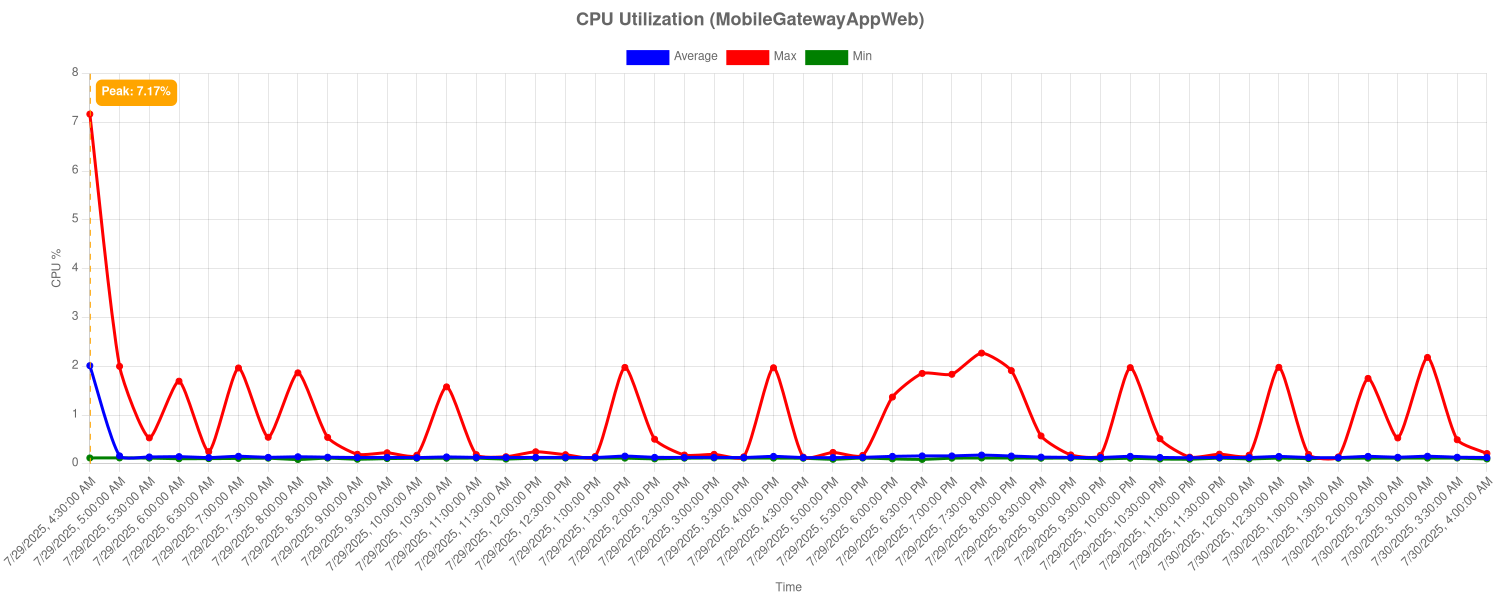 CPU Utilization (MobileGatewayAppWeb)
Average Max Min
8
Peak: 7.17%
7
6
5
4
3
2
1
0
CPU %
7/29/2025, 4:30:00 AM
7/29/2025, 5:00:00 AM
7/29/2025, 5:30:00 AM
7/29/2025, 6:00:00 AM
7/29/2025, 6:30:00 AM
7/29/2025, 7:00:00 AM
7/29/2025, 7:30:00 AM
7/29/2025, 8:00:00 AM
7/29/2025, 8:30:00 AM
7/29/2025, 9:00:00 AM
7/29/2025, 9:30:00 AM
7/29/2025, 10:00:00 AM
7/29/2025, 10:30:00 AM
7/29/2025, 11:00:00 AM
7/29/2025, 11:30:00 AM
7/29/2025, 12:00:00 PM
7/29/2025, 12:30:00 PM
7/29/2025, 1:00:00 PM
7/29/2025, 1:30:00 PM
7/29/2025, 2:00:00 PM
7/29/2025, 2:30:00 PM
7/29/2025, 3:00:00 PM
7/29/2025, 3:30:00 PM
7/29/2025, 4:00:00 PM
7/29/2025, 4:30:00 PM
7/29/2025, 5:00:00 PM
7/29/2025, 5:30:00 PM
7/29/2025, 6:00:00 PM
7/29/2025, 6:30:00 PM
7/29/2025, 7:00:00 PM
7/29/2025, 7:30:00 PM
7/29/2025, 8:00:00 PM
7/29/2025, 8:30:00 PM
7/29/2025, 9:00:00 PM
7/29/2025, 9:30:00 PM
7/29/2025, 10:00:00 PM
7/29/2025, 10:30:00 PM
7/29/2025, 11:00:00 PM
7/29/2025, 11:30:00 PM
7/30/2025, 12:00:00 AM
7/30/2025, 12:30:00 AM
7/30/2025, 1:00:00 AM
7/30/2025, 1:30:00 AM
7/30/2025, 2:00:00 AM
7/30/2025, 2:30:00 AM
7/30/2025, 3:00:00 AM
7/30/2025, 3:30:00 AM
7/30/2025, 4:00:00 AM
Time